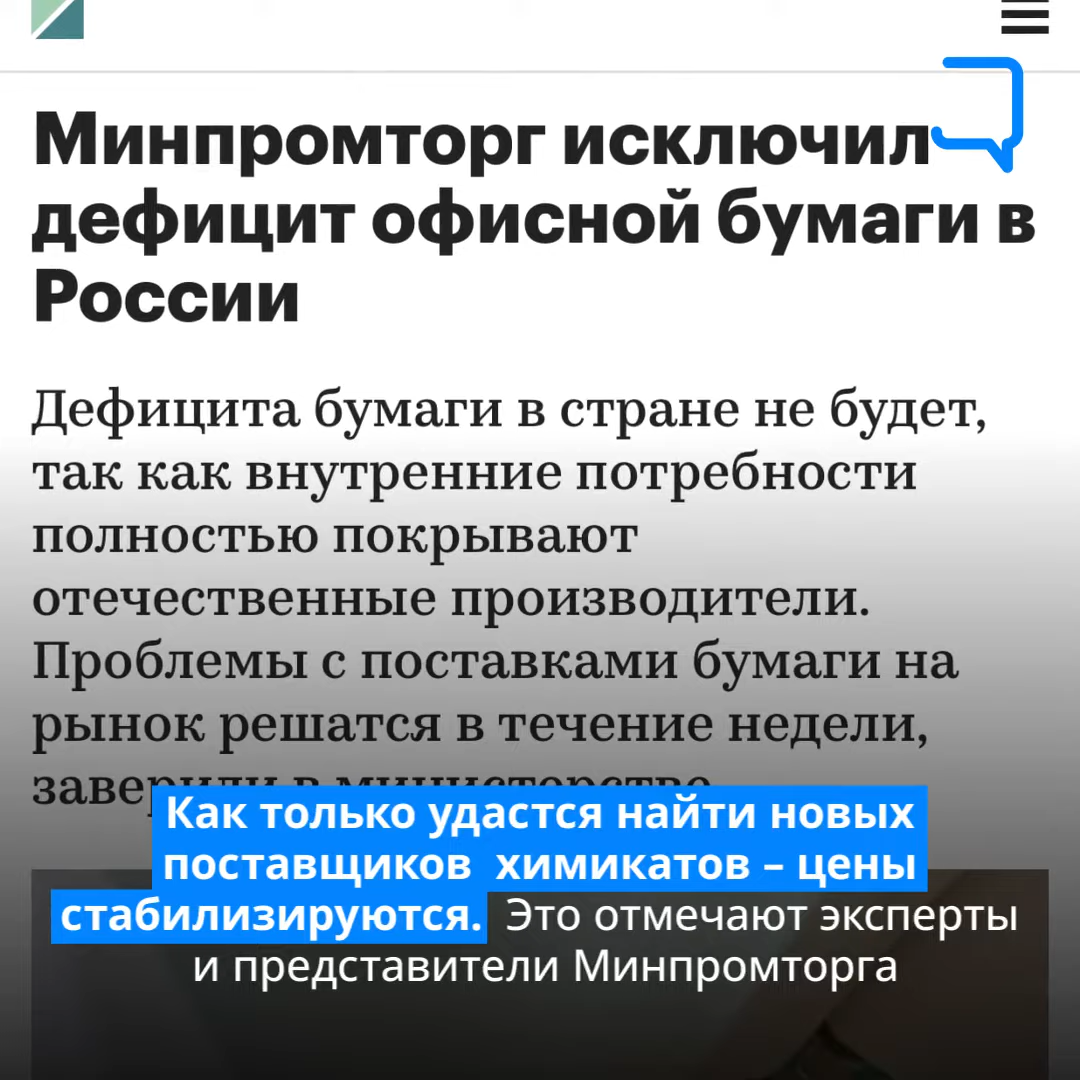 Минпромторг исключил
дефицит офисной бумаги в
России
Дефицита бумаги в стране не будет,
так как внутренние потребности
полностью покрывают
отечественные производители.
Проблемы с поставками бумаги на
рынок решатся в течение недели,
заверили в министерстве
Как только удастся найти новых
поставщиков химикатов – цены
стабилизируются. Это отмечают эксперты
и представители Минпромторга